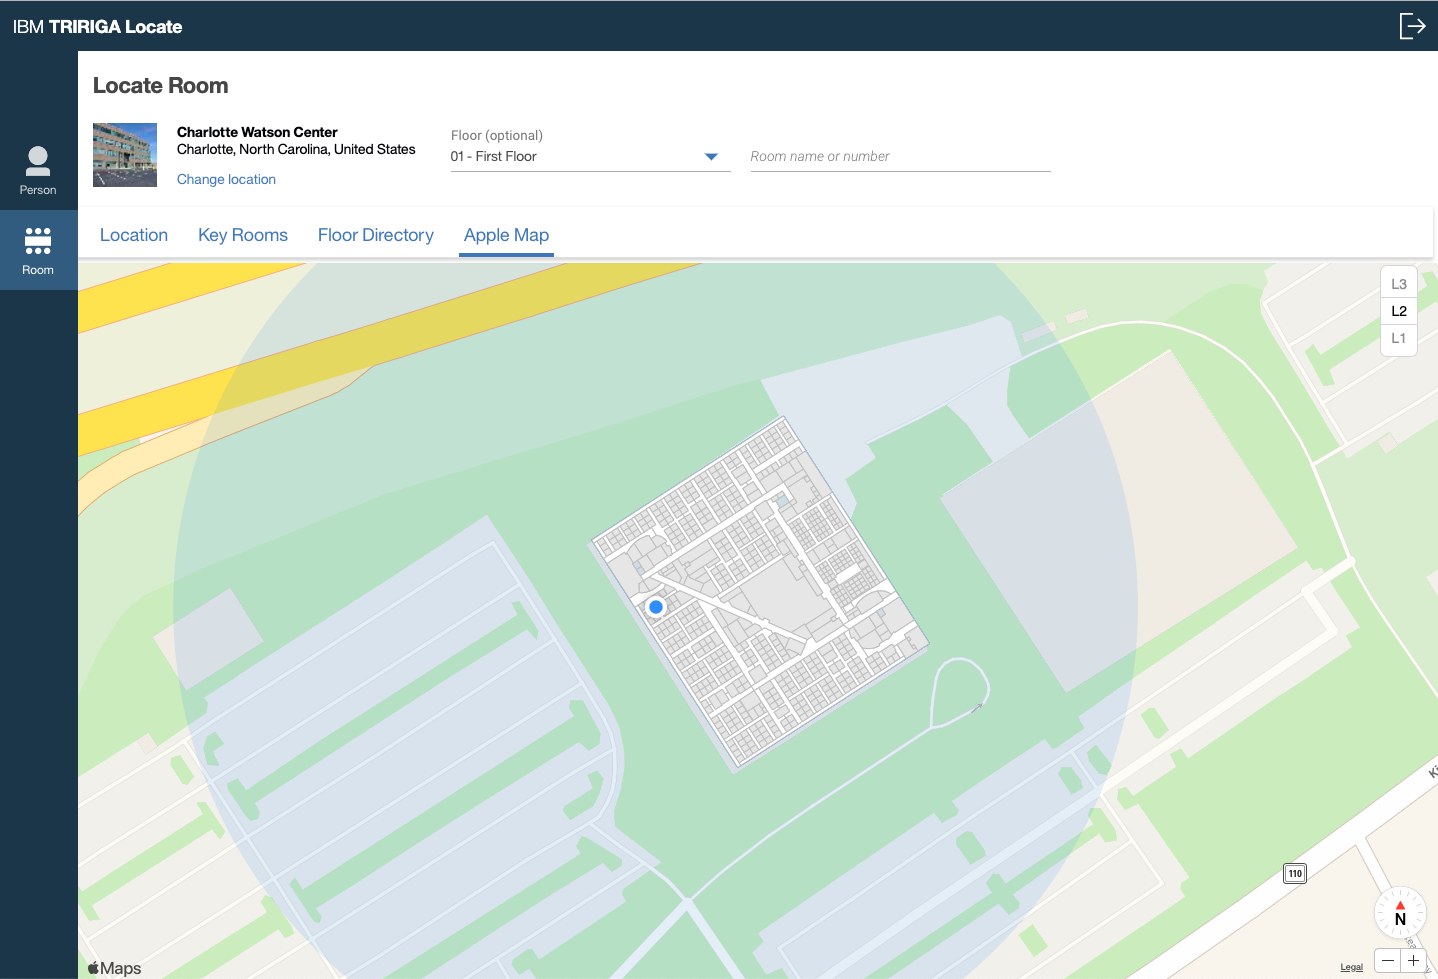 IBM TRIRIGA Locate
Locate Room
Charlotte Watson Center
Charlotte, North Carolina, United States
Change location
Floor (optional)
01 - First Floor
Room name or number
Person
Room
Location
Key Rooms
Floor Directory
Apple Map
L3
L2
L1
110
N
Maps
Legal